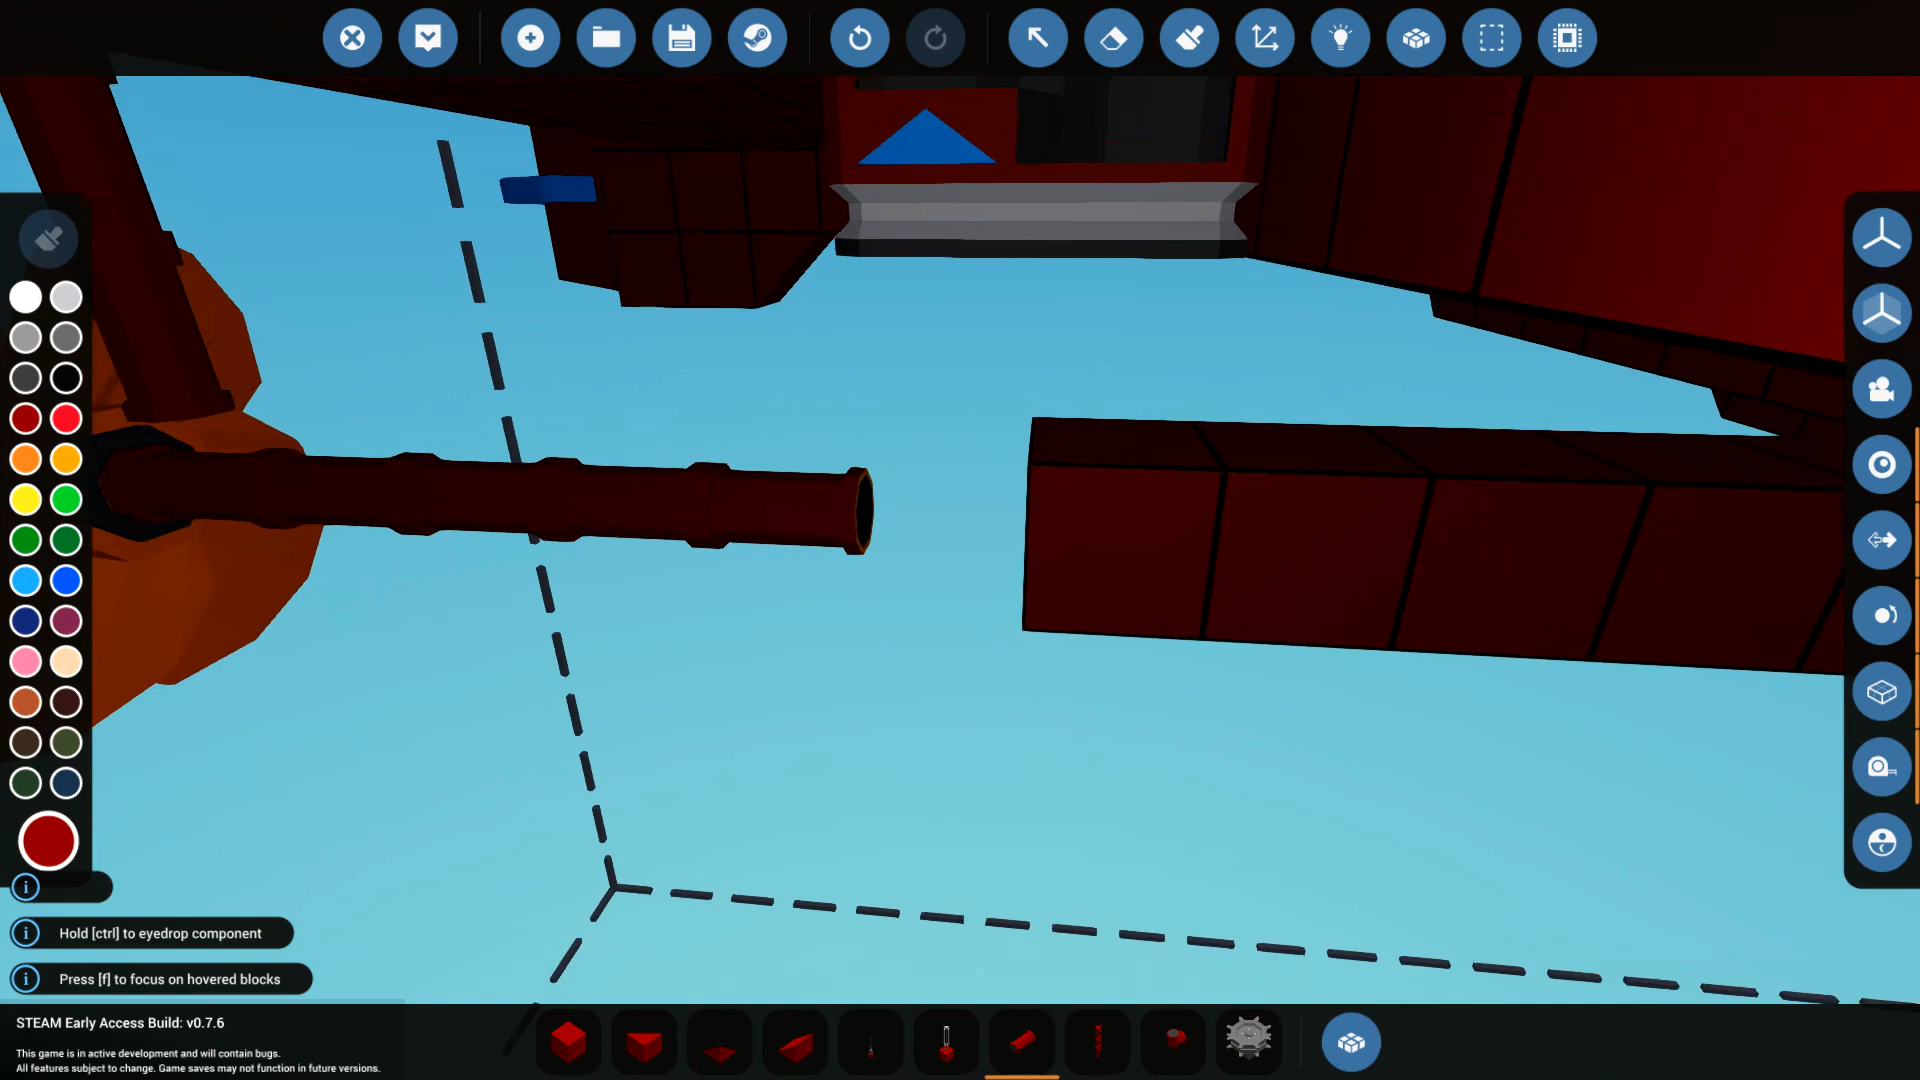 Hold [ctrl] to eyedrop component
Press [f] to focus on hovered blocks
STEAM Early Access Build: v0.7.6
This game is in active development and will contain bugs.
All features subject to change. Game saves may not function in future versions.